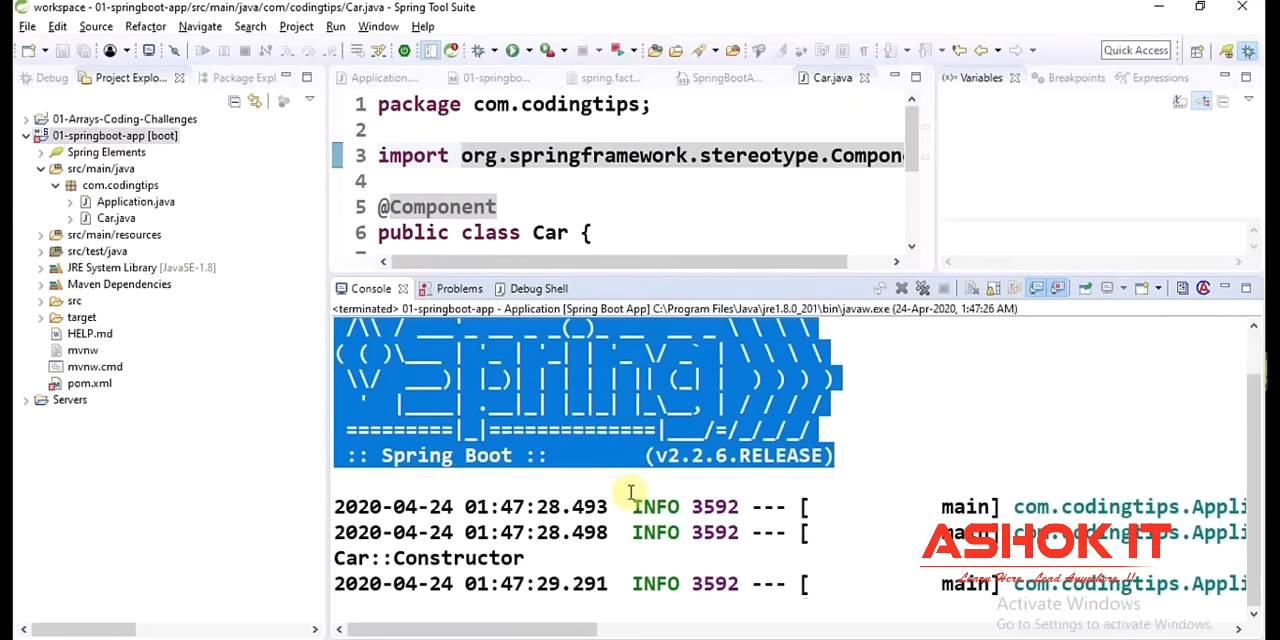 workspace - 01-springboot-app/src/main/java/com/codingtips/Car.java - Spring Tool Suite
File Edit Source Refactor Navigate Search Project Run Window Help
Quick Access
Debug Project Explo... Package Expl
Application.... 01-springbo... spring.fact... SpringBootA... Car.java
(x)= Variables Breakpoints Expressions
01-Arrays-Coding-Challenges
01-springboot-app [boot]
Spring Elements
src/main/java
com.codingtips
Application.java
Car.java
src/main/resources
src/test/java
JRE System Library [JavaSE-1.8]
Maven Dependencies
src
target
HELP.md
mvnw
mvnw.cmd
pom.xml
Servers
1 package com.codingtips;
2
3 import org.springframework.stereotype.Compon
4
5 @Component
6 public class Car {
Console Problems Debug Shell
<terminated> 01-springboot-app - Application [Spring Boot App] C:\Program Files\Java\jre1.8.0_201\bin\javaw.exe (24-Apr-2020, 1:47:26 AM)
:: Spring Boot :: (v2.2.6.RELEASE)
2020-04-24 01:47:28.493 INFO 3592 --- [ main] com.codingtips.Appli
2020-04-24 01:47:28.498 INFO 3592 --- [ main] com.codingtips.Appli
Car::Constructor
2020-04-24 01:47:29.291 INFO 3592 --- [ main] com.codingtips.Appli
ASHOK IT
Learn Here.. Lead Anywhere..!!
Activate Windows
Go to Settings to activate Windows.